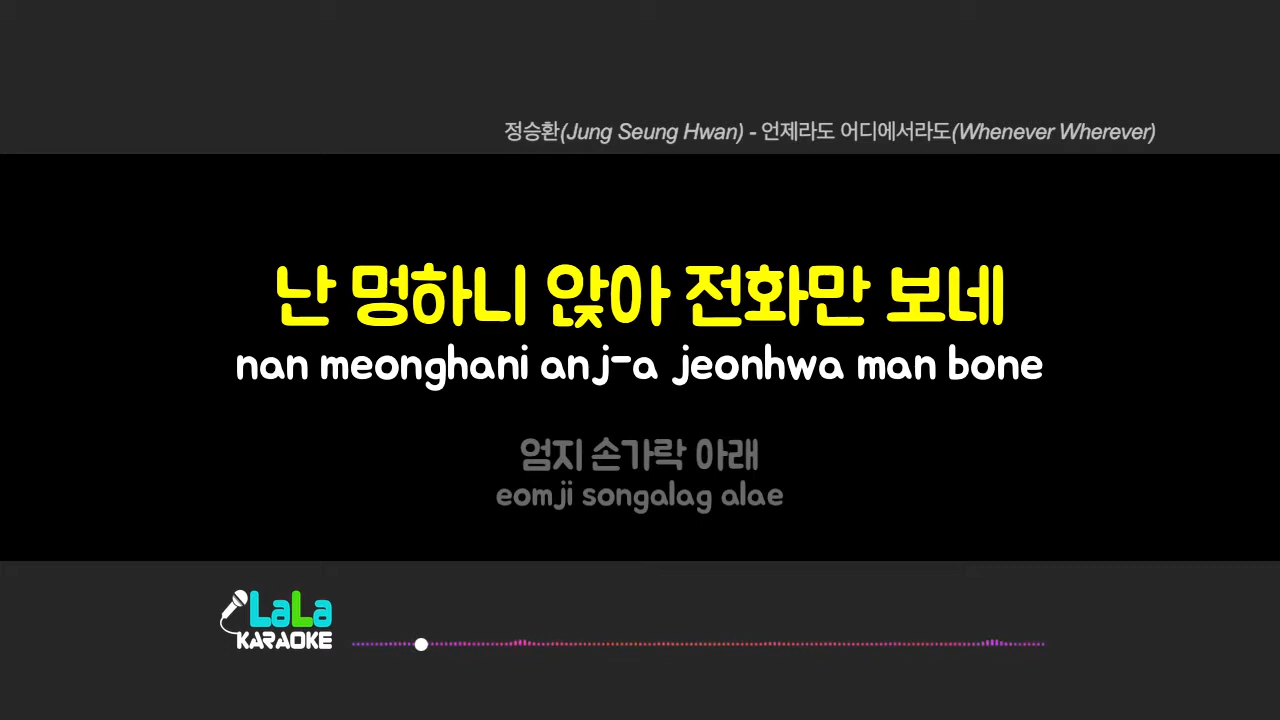 정승환(Jung Seung Hwan) - 언제라도 어디에서라도(Whenever Wherever)
난 멍하니 앉아 전화만 보네
nan meonghani anj-a jeonhwa man bone
엄지 손가락 아래
eomji songalag alae
LaLa
KARAOKE